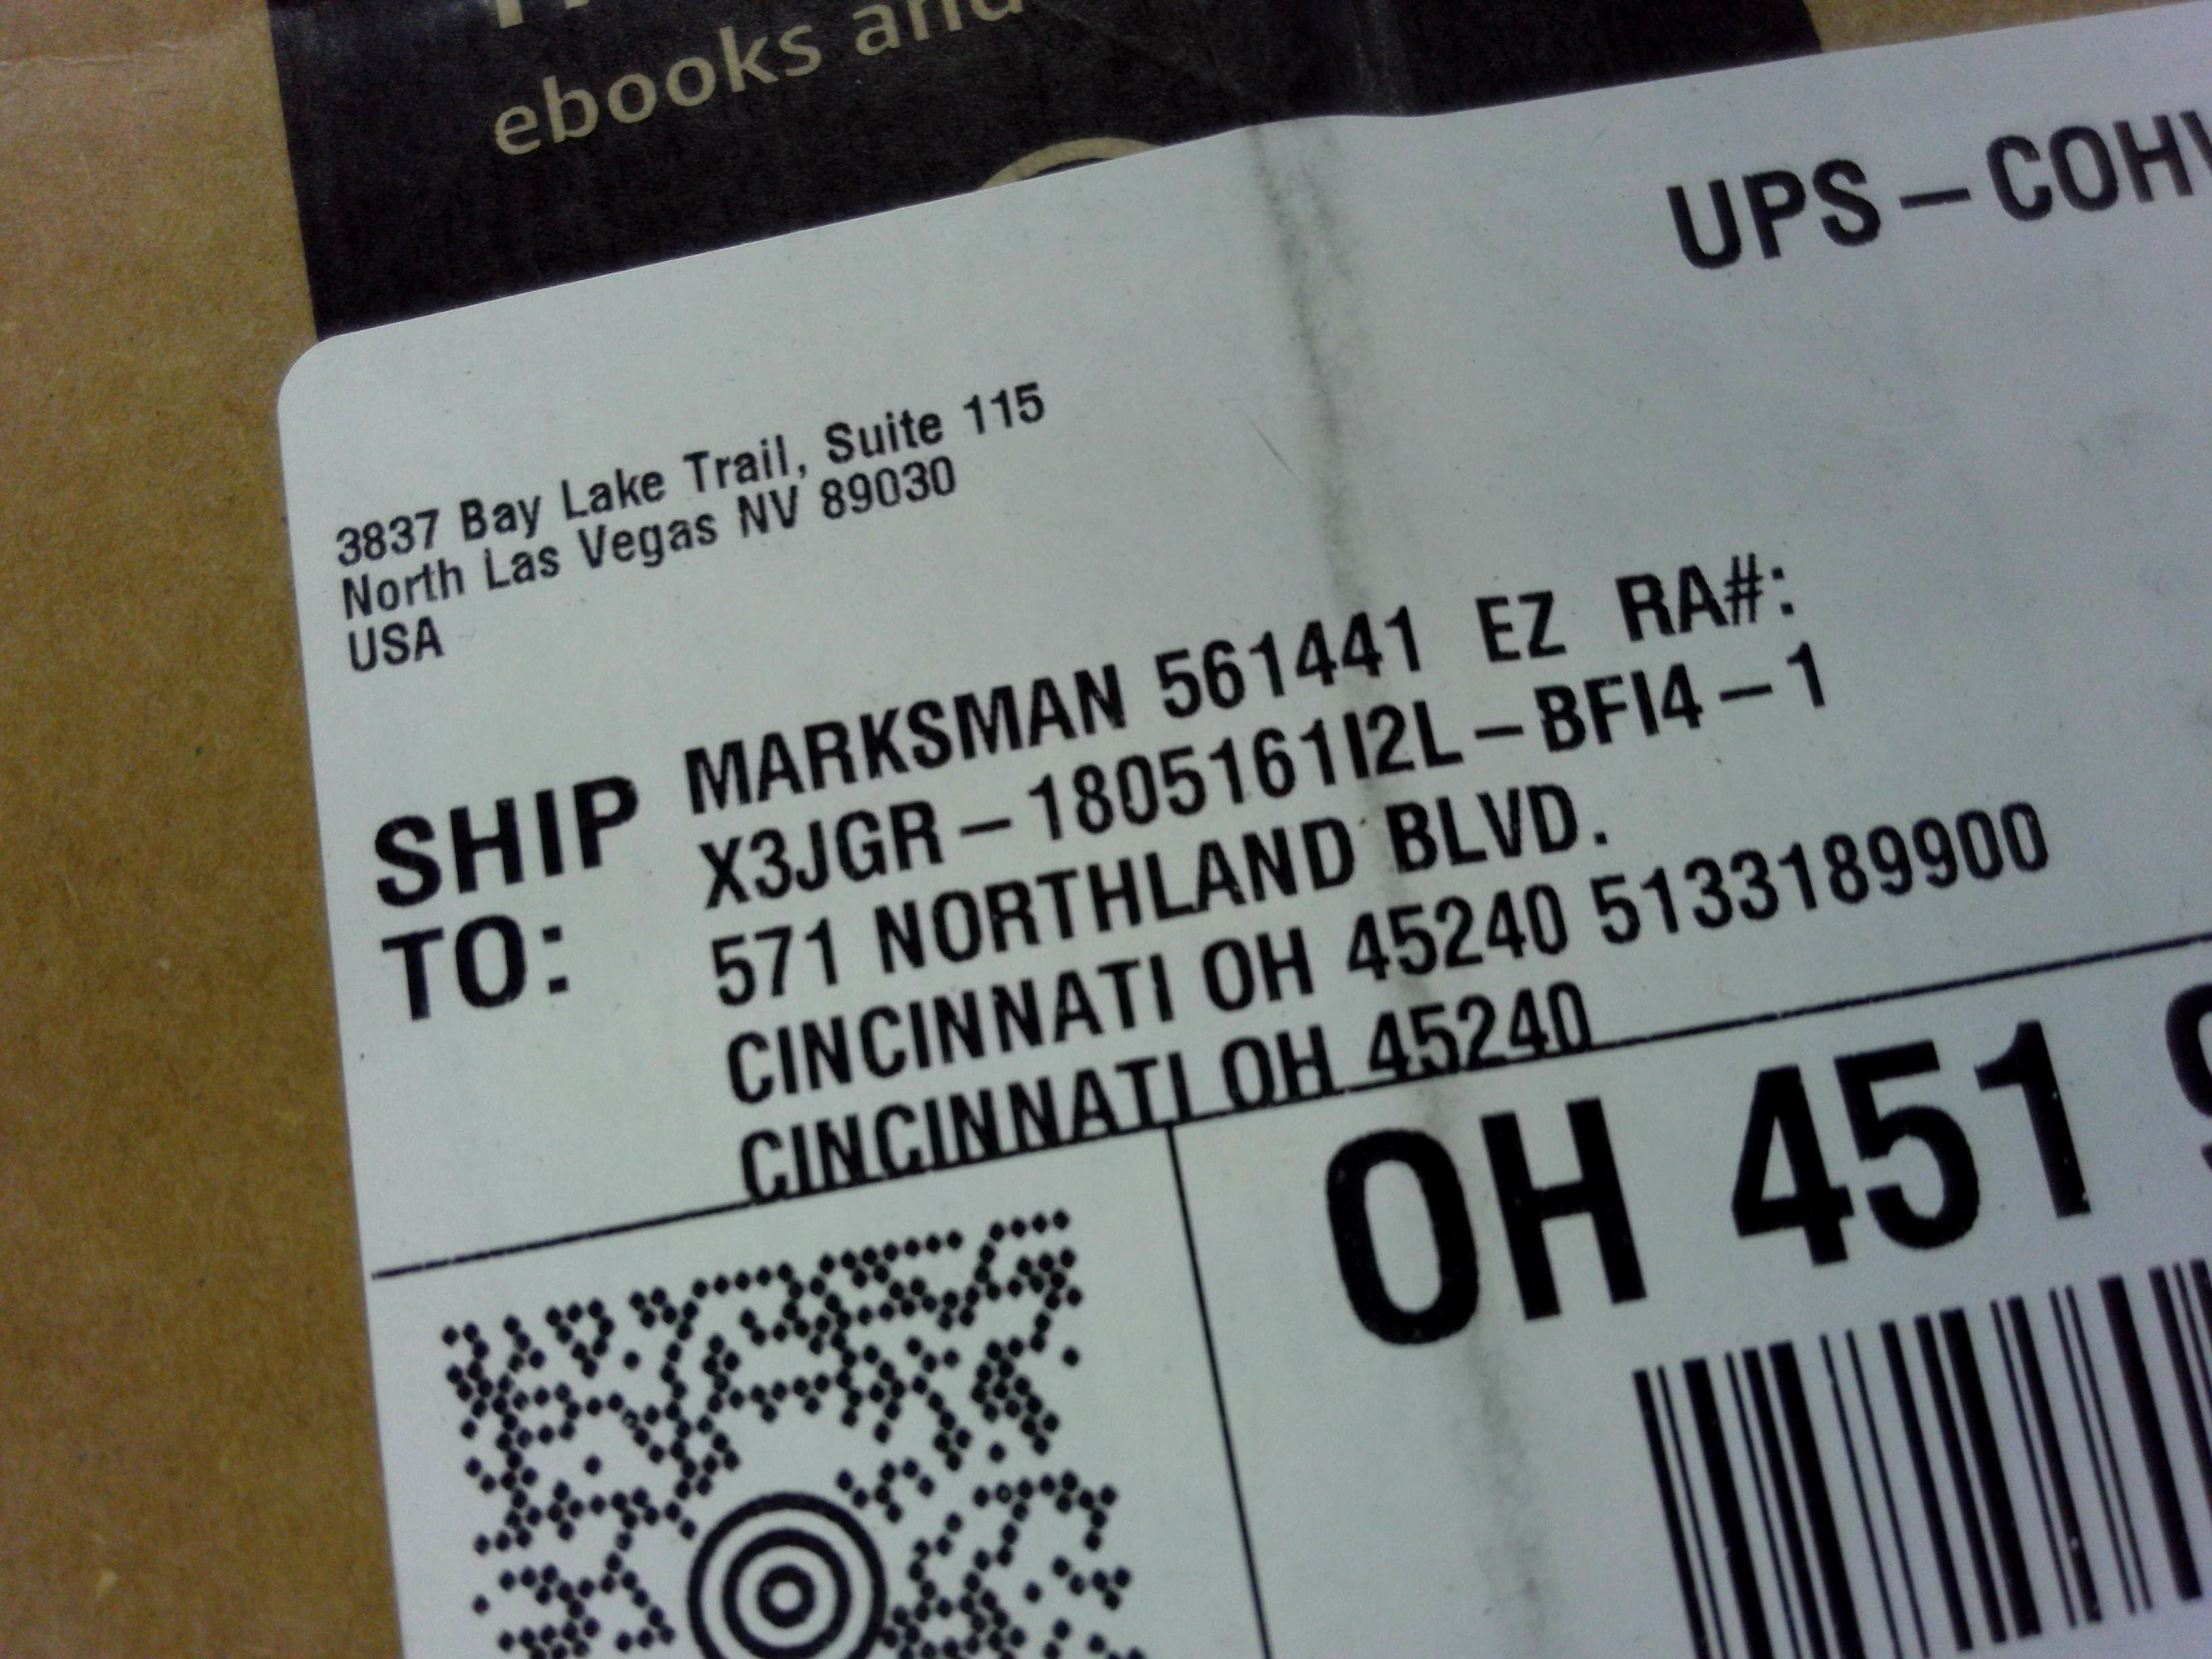 ebooks and
UPS-COH
3837 Bay Lake Trail, Suite 115
North Las Vegas NV 89030
USA
SHIP TO:
MARKSMAN 561441 EZ RA#:
X3JGR-1805161I2L-BFI4-1
571 NORTHLAND BLVD.
CINCINNATI OH 45240 5133189900
CINCINNATI OH 45240
OH 451